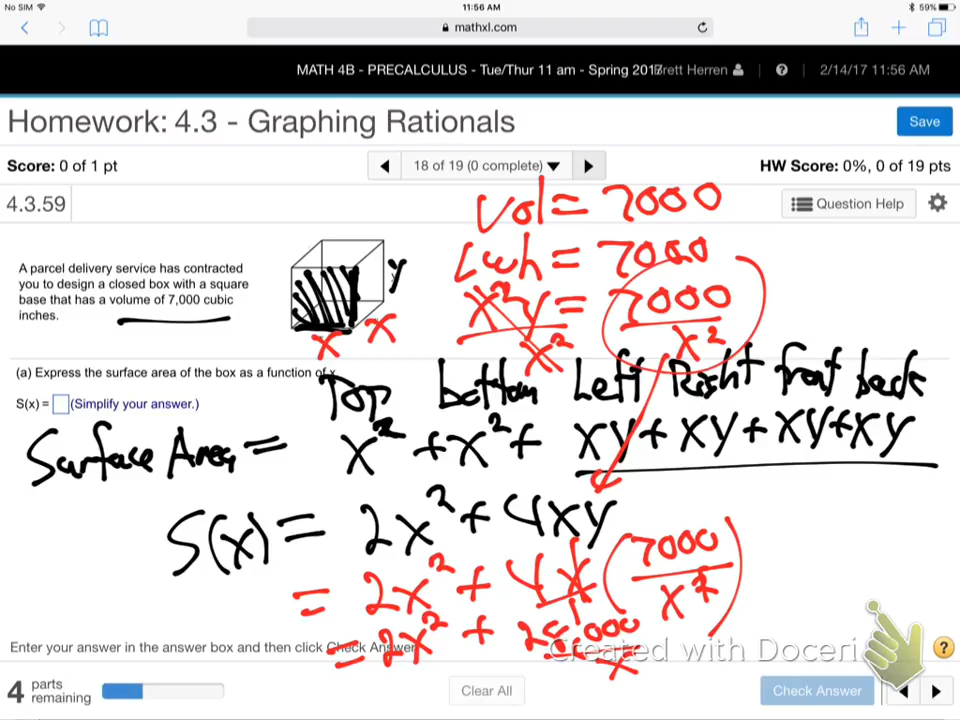 No SIM 11:56 AM 59%
mathxl.com
MATH 4B - PRECALCULUS - Tue/Thur 11 am - Spring 2017 Brett Herren ? 2/14/17 11:56 AM
Homework: 4.3 - Graphing Rationals
Save
Score: 0 of 1 pt
18 of 19 (0 complete)
HW Score: 0%, 0 of 19 pts
4.3.59
Question Help
Vol = 7000
Lwh = 7000
x²y = 7000
x² x²
A parcel delivery service has contracted
you to design a closed box with a square
base that has a volume of 7,000 cubic
inches.
y
x x
(a) Express the surface area of the box as a function of x.
S(x) = (Simplify your answer.)
Top bottom Left Right front back
Surface Area = x² + x² + xy + xy + xy + xy
S(x) = 2x² + 4xy
= 2x² + 4x (7000/x²)
= 2x² + 28,000/x
Enter your answer in the answer box and then click Check Answer.
Created with Doceri
?
4 parts
remaining
Clear All
Check Answer